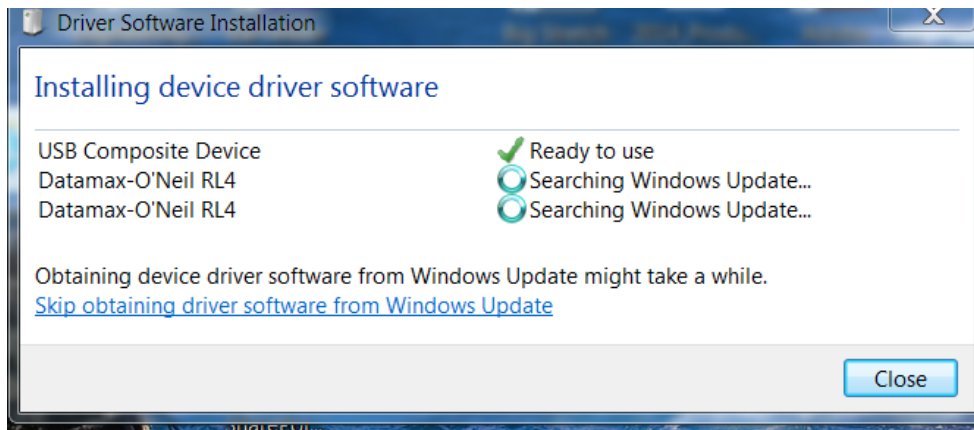 Driver Software Installation
Installing device driver software
USB Composite Device Ready to use
Datamax-O'Neil RL4 Searching Windows Update...
Datamax-O'Neil RL4 Searching Windows Update...
Obtaining device driver software from Windows Update might take a while.
Skip obtaining driver software from Windows Update
Close